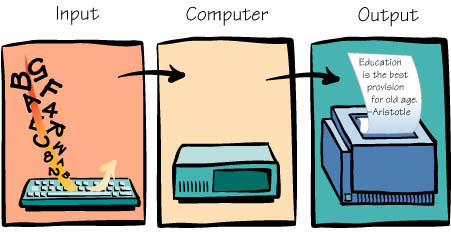 Input
Computer
Output
Education
is the best
provision
for old age.
–Aristotle